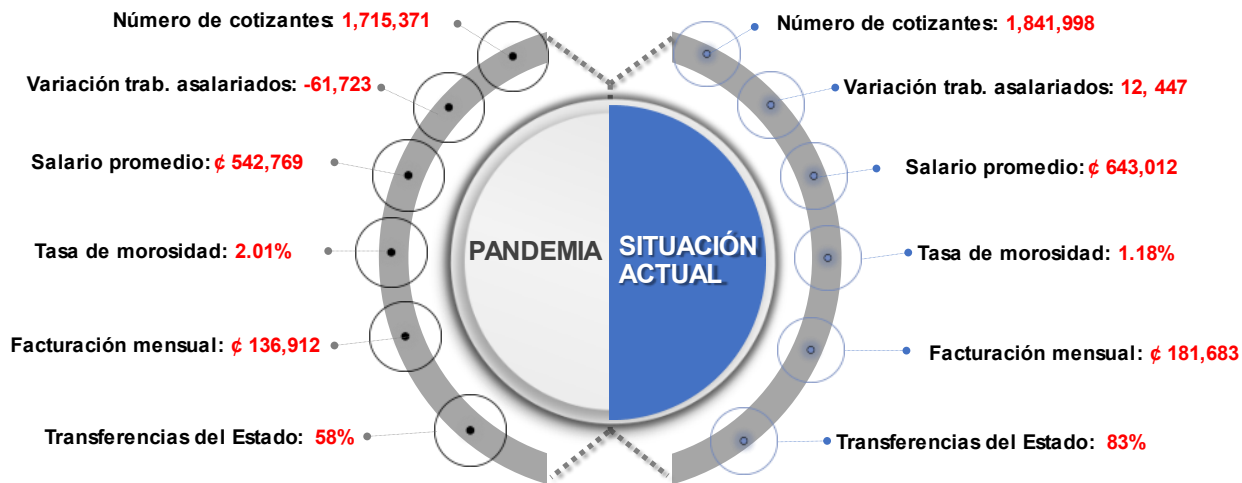 Número de cotizantes: 1,715,371
Variación trab. asalariados: -61,723
Salario promedio: ¢ 542,769
Tasa de morosidad: 2.01%
Facturación mensual: ¢ 136,912
Transferencias del Estado: 58%
PANDEMIA
SITUACIÓN
ACTUAL
Número de cotizantes: 1,841,998
Variación trab. asalariados: 12, 447
Salario promedio: ¢ 643,012
Tasa de morosidad: 1.18%
Facturación mensual: ¢ 181,683
Transferencias del Estado: 83%